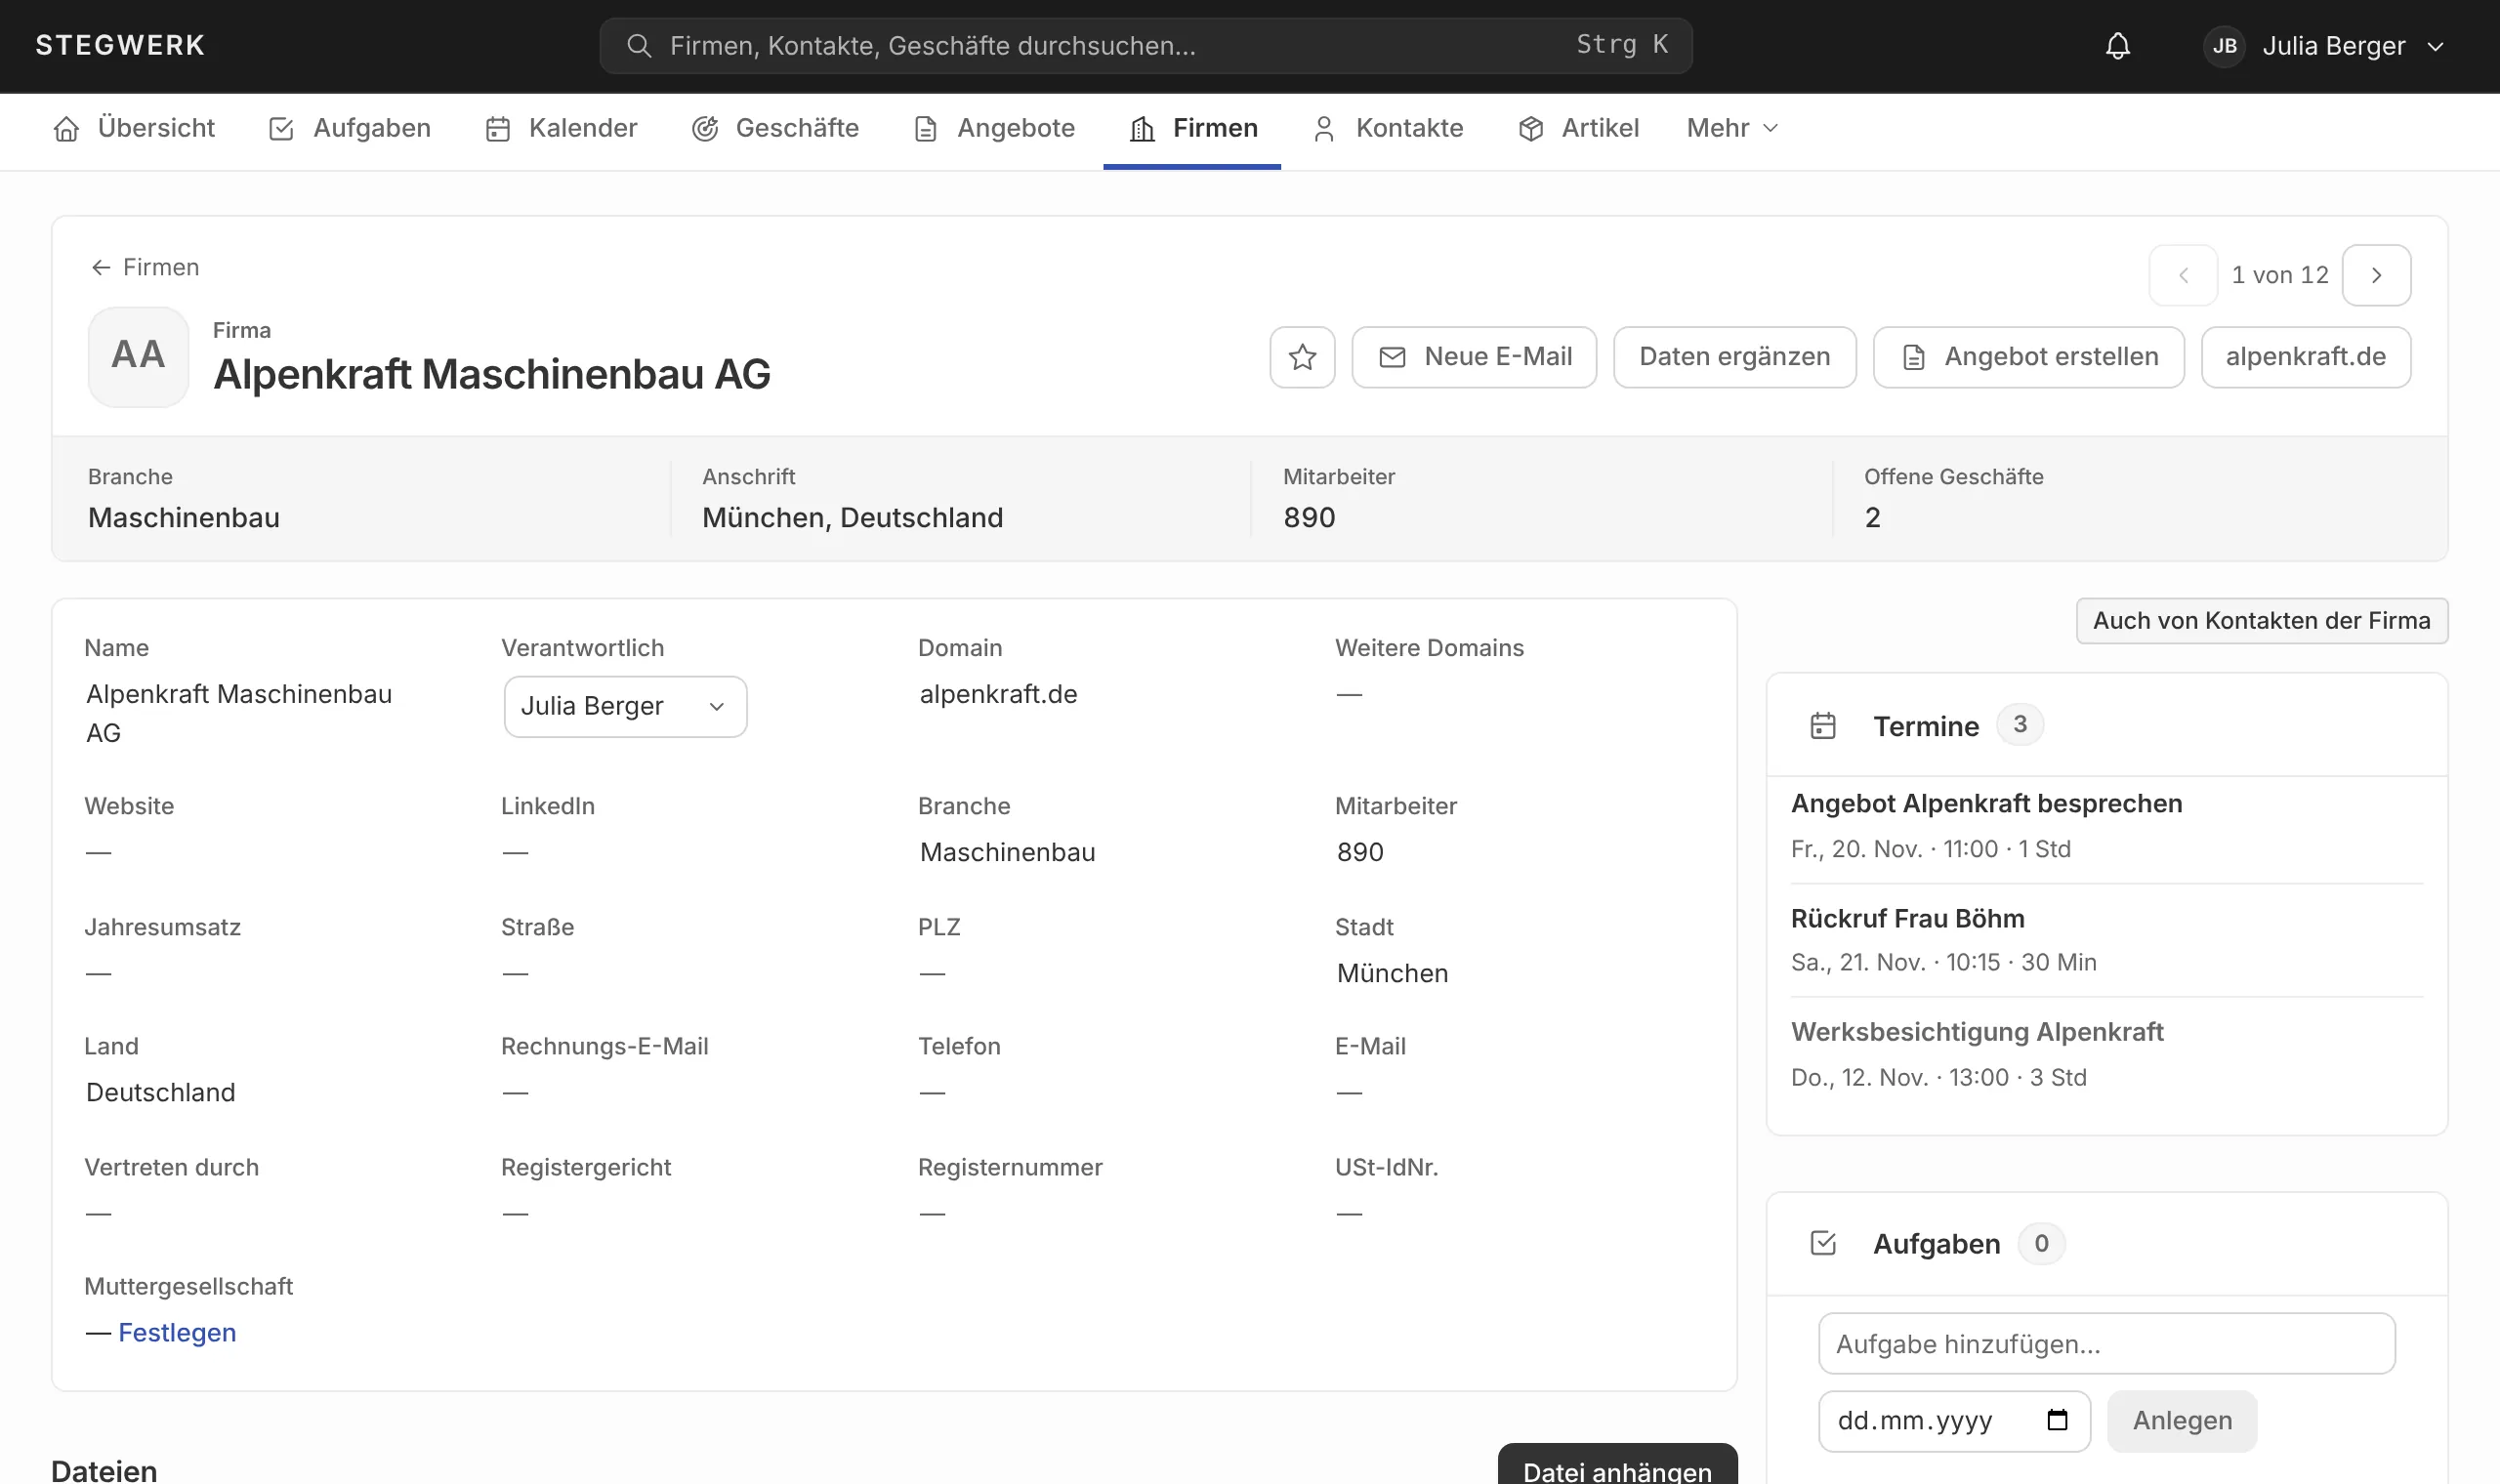 STEGWERK
Firmen, Kontakte, Geschäfte durchsuchen...
Strg K
JB
Julia Berger
Übersicht
Aufgaben
Kalender
Geschäfte
Angebote
Firmen
Kontakte
Artikel
Mehr
Firmen
1 von 12
AA
Firma
Alpenkraft Maschinenbau AG
Neue E-Mail
Daten ergänzen
Angebot erstellen
alpenkraft.de
Branche
Maschinenbau
Anschrift
München, Deutschland
Mitarbeiter
890
Offene Geschäfte
2
Name
Alpenkraft Maschinenbau
AG
Verantwortlich
Julia Berger
Domain
alpenkraft.de
Weitere Domains
—
Website
—
LinkedIn
—
Branche
Maschinenbau
Mitarbeiter
890
Jahresumsatz
—
Straße
—
PLZ
—
Stadt
München
Land
Deutschland
Rechnungs-E-Mail
—
Telefon
—
E-Mail
—
Vertreten durch
—
Registergericht
—
Registernummer
—
USt-IdNr.
—
Muttergesellschaft
— Festlegen
Dateien
Datei anhängen
Auch von Kontakten der Firma
Termine
3
Angebot Alpenkraft besprechen
Fr., 20. Nov. · 11:00 · 1 Std
Rückruf Frau Böhm
Sa., 21. Nov. · 10:15 · 30 Min
Werksbesichtigung Alpenkraft
Do., 12. Nov. · 13:00 · 3 Std
Aufgaben
0
Aufgabe hinzufügen...
dd.mm.yyyy
Anlegen